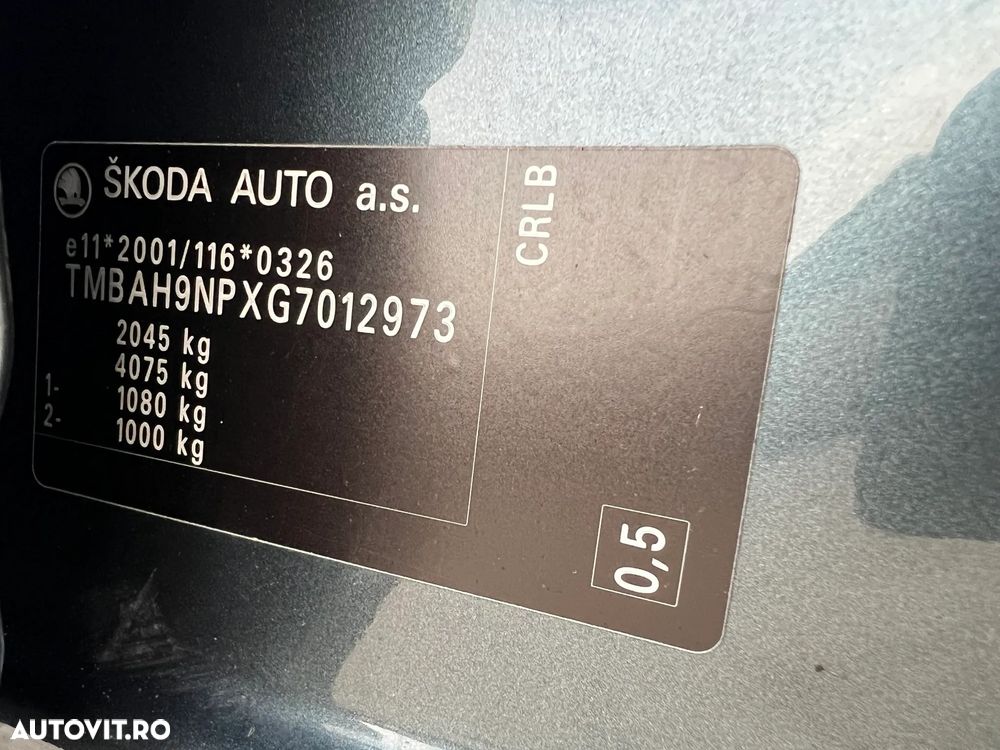 ŠKODA AUTO a.s.
e11*2001/116*0326
TMBAH9NPXG7012973
2045 kg
4075 kg
1- 1080 kg
2- 1000 kg
CRLB
0,5
AUTOVIT.RO